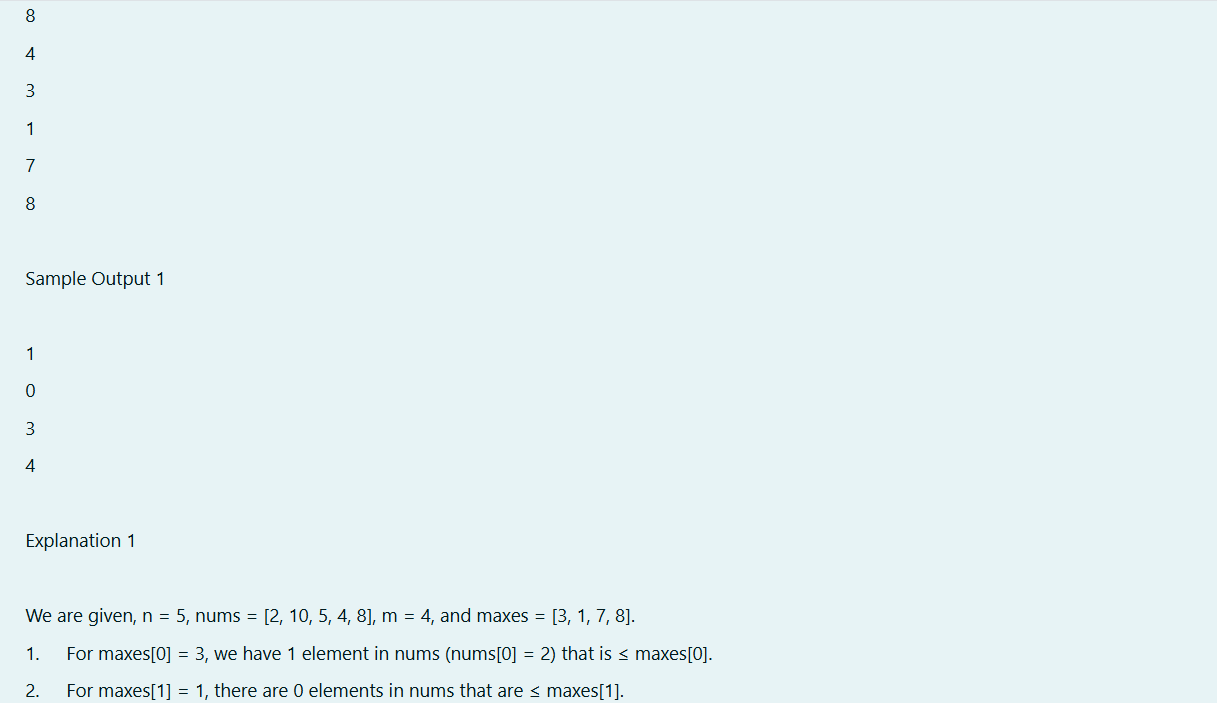 8
4
3
1
7
8
Sample Output 1
1
0
3
4
Explanation 1
We are given, n = 5, nums = [2, 10, 5, 4, 8], m = 4, and maxes = [3, 1, 7, 8].
1. For maxes[0] = 3, we have 1 element in nums (nums[0] = 2) that is ≤ maxes[0].
2. For maxes[1] = 1, there are 0 elements in nums that are ≤ maxes[1].